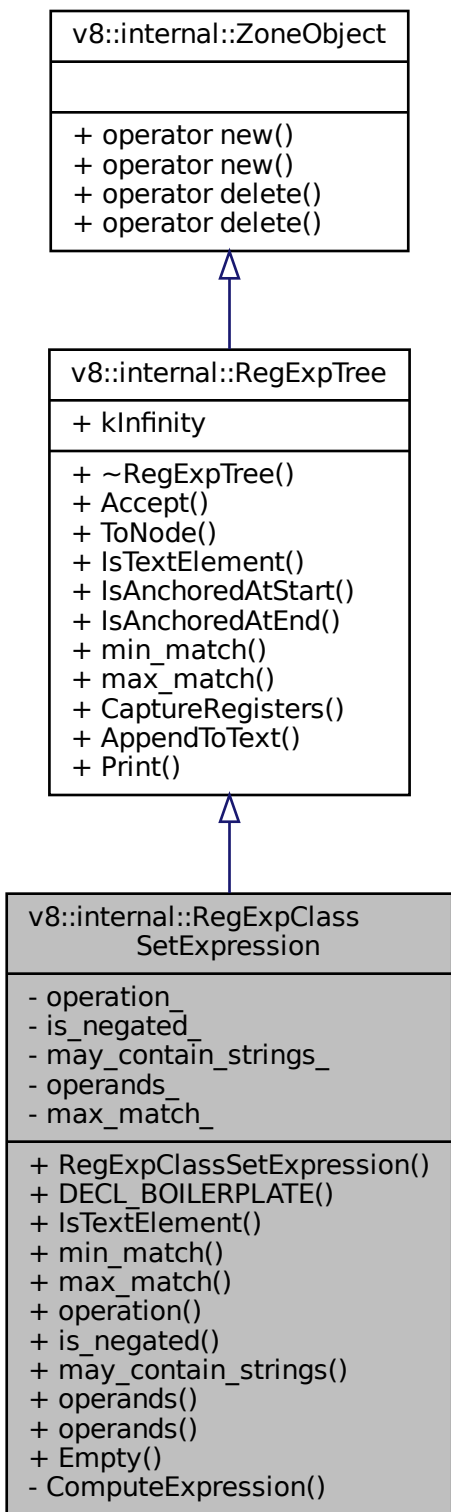 v8::internal::ZoneObject
+ operator new()
+ operator new()
+ operator delete()
+ operator delete()
v8::internal::RegExpTree
+ kInfinity
+ ~RegExpTree()
+ Accept()
+ ToNode()
+ IsTextElement()
+ IsAnchoredAtStart()
+ IsAnchoredAtEnd()
+ min_match()
+ max_match()
+ CaptureRegisters()
+ AppendToText()
+ Print()
v8::internal::RegExpClass
SetExpression
- operation_
- is_negated_
- may_contain_strings_
- operands_
- max_match_
+ RegExpClassSetExpression()
+ DECL_BOILERPLATE()
+ IsTextElement()
+ min_match()
+ max_match()
+ operation()
+ is_negated()
+ may_contain_strings()
+ operands()
+ operands()
+ Empty()
- ComputeExpression()